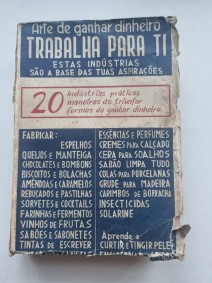 Arte de ganhar dinheiro
TRABALHA PARA TI
ESTAS INDÚSTRIAS
SÃO A BASE DAS TUAS ASPIRAÇÕES
20 indústrias práticas
maneiras de triunfar
formas de ganhar dinheiro
FABRICAR:
ESPELHOS
QUEIJOS E MANTEIGA
CHOCOLATES E BOMBONS
BISCOITOS E BOLACHAS
AMÊNDOAS E CARAMELOS
REBUÇADOS E PASTILHAS
SORVETES E COCKTAILS
FARINHAS E FERMENTOS
VINHOS DE FRUTAS
SABÕES E SABONETES
TINTAS DE ESCREVER
ESSÊNCIAS E PERFUMES
CREMES PARA CALÇADO
CERA PARA SOALHOS
SABÃO LIMPA TUDO
COLAS PARA PORCELANAS
GRUDE PARA MADEIRA
CARIMBOS DE BORRACHA
INSECTICIDAS
SOLARINE
Aprende a
CURTIR E TINGIR PELE